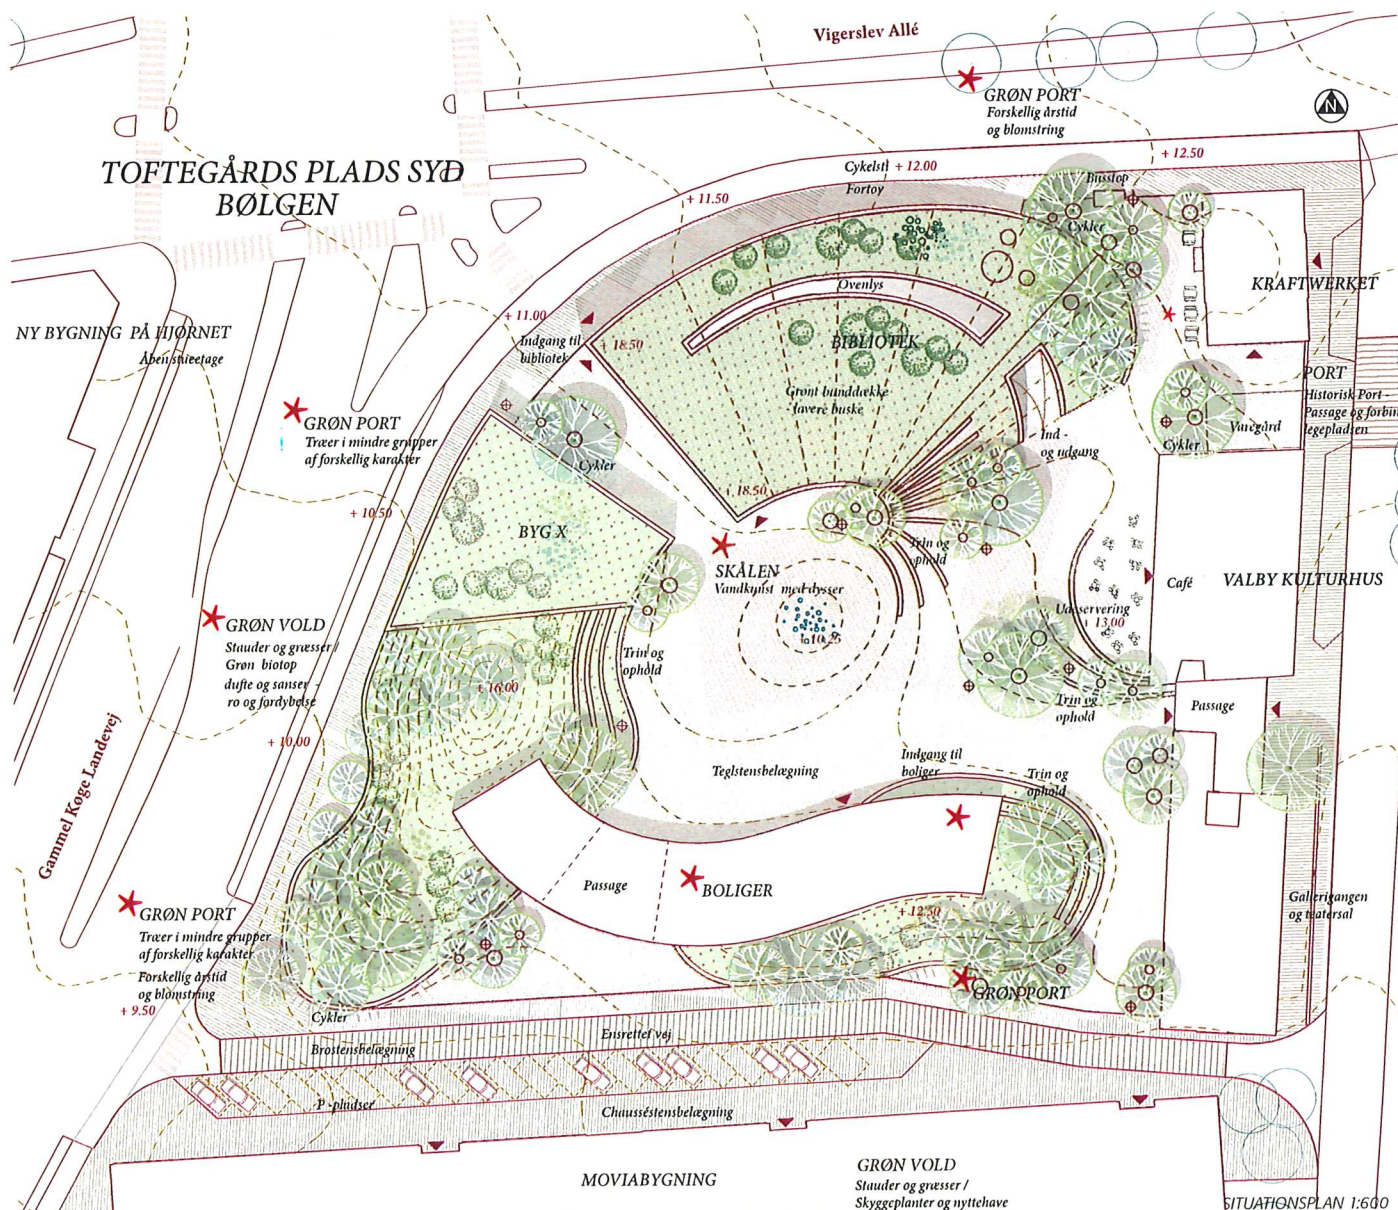 Vigerslev Allé
GRØN PORT
Forskellig årstid
og blomstring
N
TOFTEGÅRDS PLADS SYD
BØLGEN
Cykelsti + 12.00
+ 12.50
Fortov
Busstop
+ 11.50
Cykler
Ovenlys
KRAFTWERKET
+ 11.00
NY BYGNING PÅ HJØRNET
Åben stueetage
Indgang til
bibliotek
+ 18.50
BIBLIOTEK
PORT
Historisk Port -
Passage og forbin
legepladsen
Grønt bunddække
- lavere buske
GRØN PORT
Træer i mindre grupper
af forskellig karakter
Cykler
Ind -
og udgang
Cykler
Varegård
+ 10.50
+ 18.50
BYG X
SKÅLEN
Vandkunst med dysser
Trin og
ophold
Café
VALBY KULTURHUS
Udeservering
+ 13.00
+ 10.25
GRØN VOLD
Stauder og græsser /
Grøn biotop
dufte og sanser -
ro og fordybelse
Trin og
ophold
+ 16.00
Trin og
ophold
Passage
+ 10.00
Gammel Køge Landevej
Teglstensbelægning
Indgang til
boliger
Trin og
ophold
Passage
BOLIGER
+ 12.50
Gallerigangen
og teatersal
GRØN PORT
Træer i mindre grupper
af forskellig karakter
Forskellig årstid
og blomstring
+ 9.50
GRØN PORT
Cykler
Ensrettet vej
Brostensbelægning
P -pladser
Chausséstensbelægning
MOVIABYGNING
GRØN VOLD
Stauder og græsser /
Skyggeplanter og nyttehave
SITUATIONSPLAN 1:600